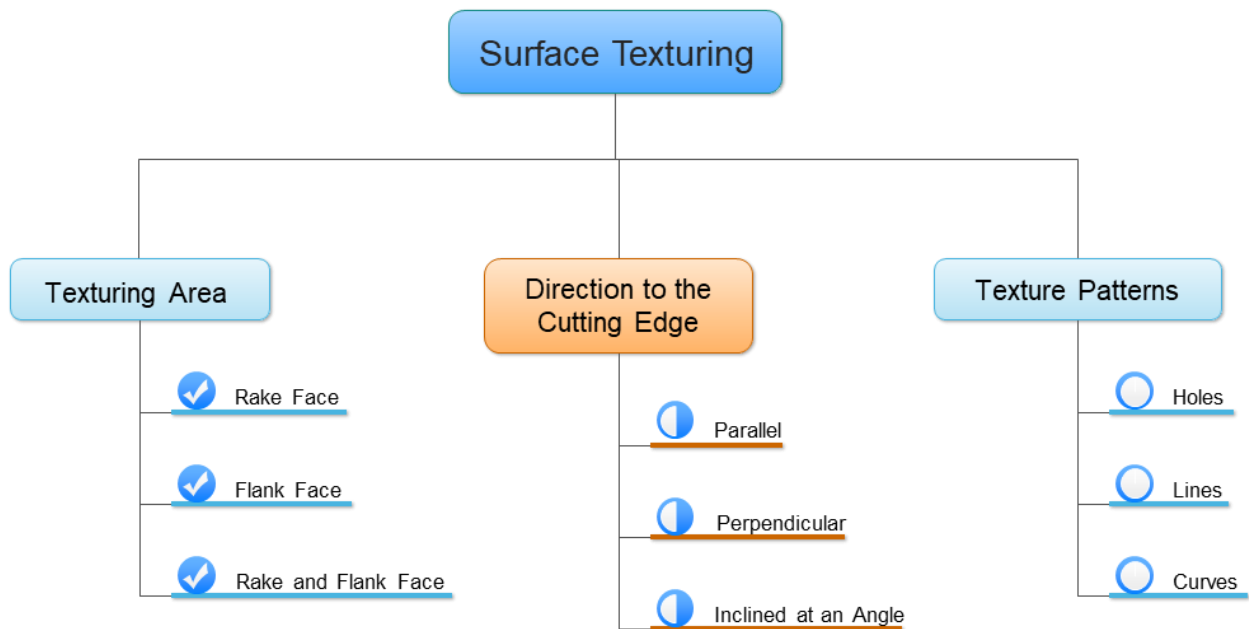 Surface Texturing
Texturing Area
Rake Face
Flank Face
Rake and Flank Face
Direction to the
Cutting Edge
Parallel
Perpendicular
Inclined at an Angle
Texture Patterns
Holes
Lines
Curves